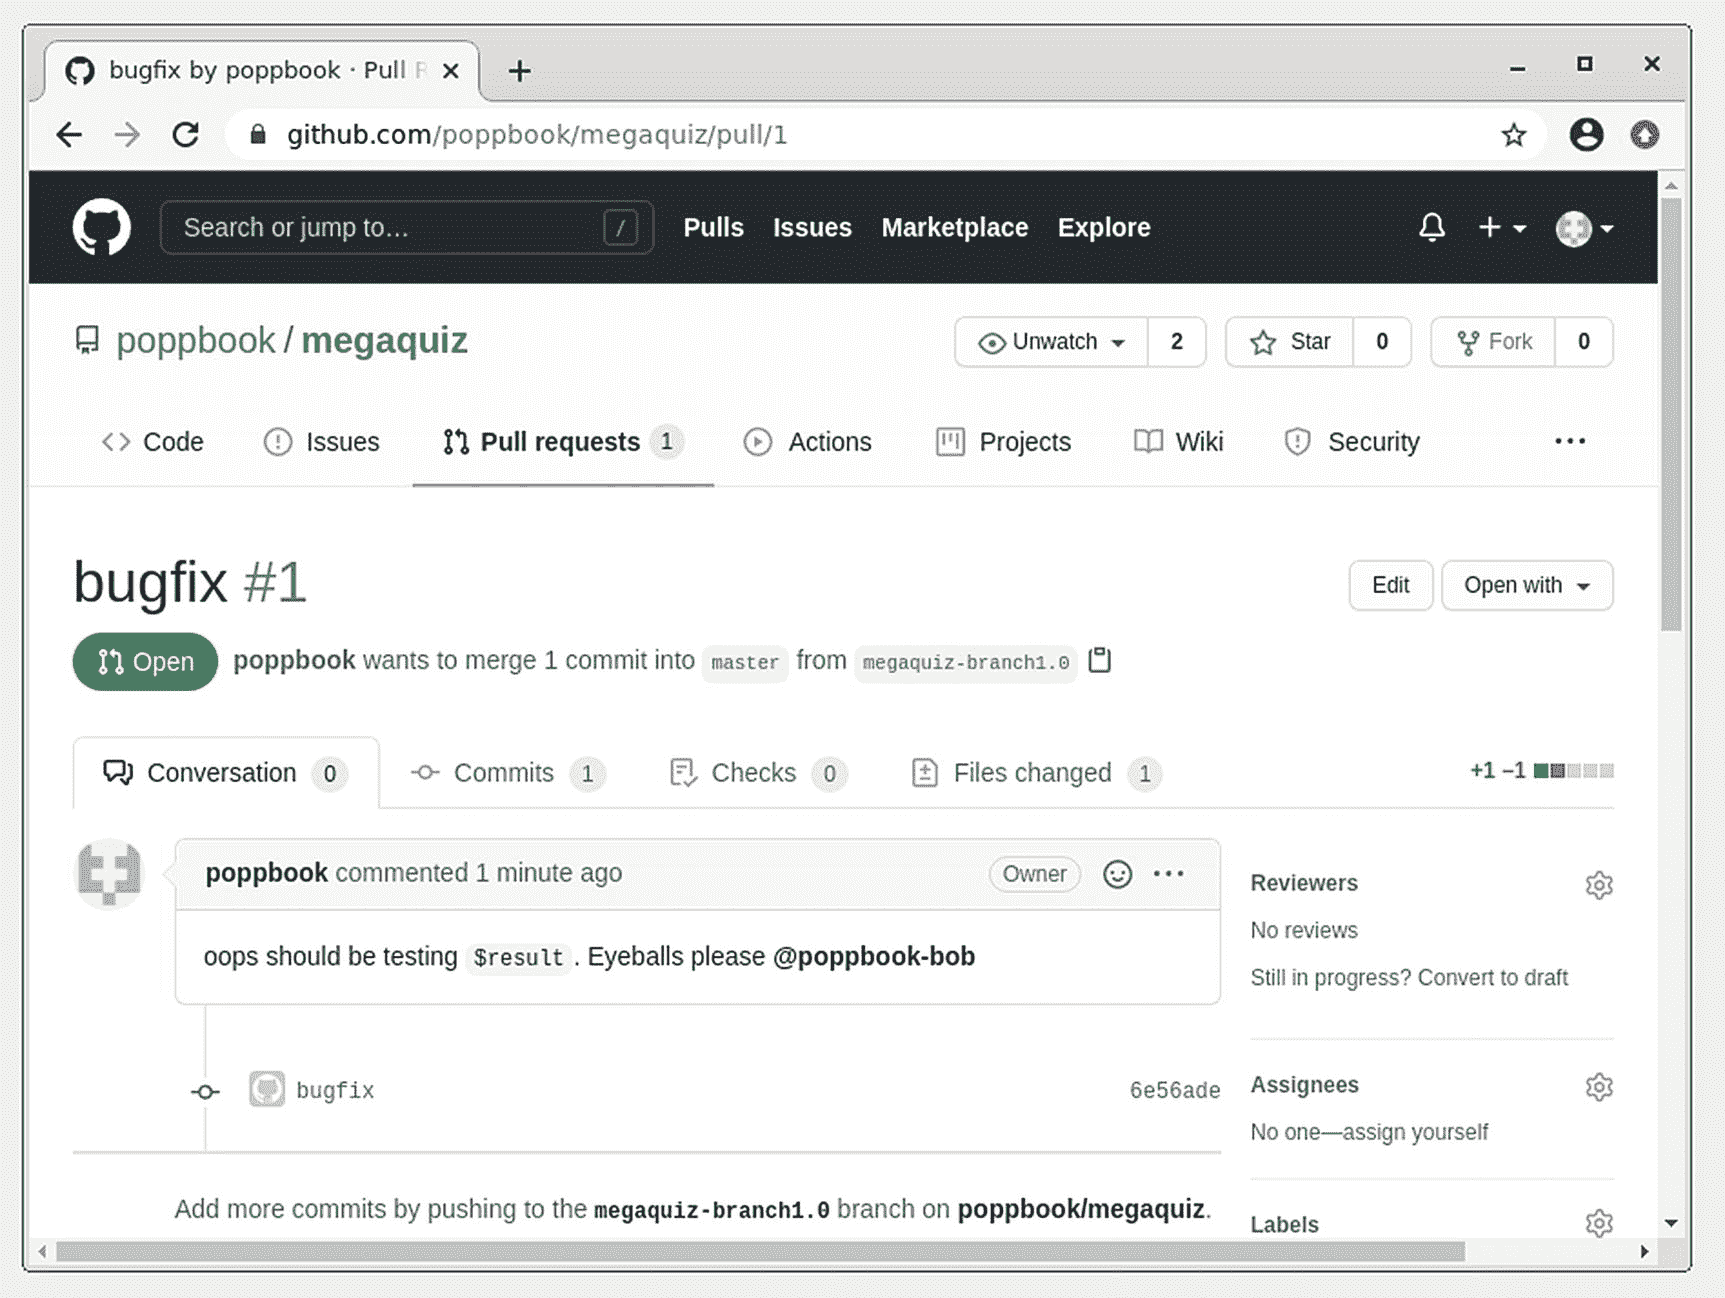 bugfix by poppbook · Pull R
github.com/poppbook/megaquiz/pull/1
Search or jump to… / Pulls Issues Marketplace Explore
poppbook / megaquiz Unwatch 2 Star 0 Fork 0
Code Issues Pull requests 1 Actions Projects Wiki Security
bugfix #1 Edit Open with
Open poppbook wants to merge 1 commit into master from megaquiz-branch1.0
Conversation 0 Commits 1 Checks 0 Files changed 1 +1 −1
poppbook commented 1 minute ago Owner
oops should be testing $result . Eyeballs please @poppbook-bob
bugfix 6e56ade
Add more commits by pushing to the megaquiz-branch1.0 branch on poppbook/megaquiz.
Reviewers
No reviews
Still in progress? Convert to draft
Assignees
No one—assign yourself
Labels